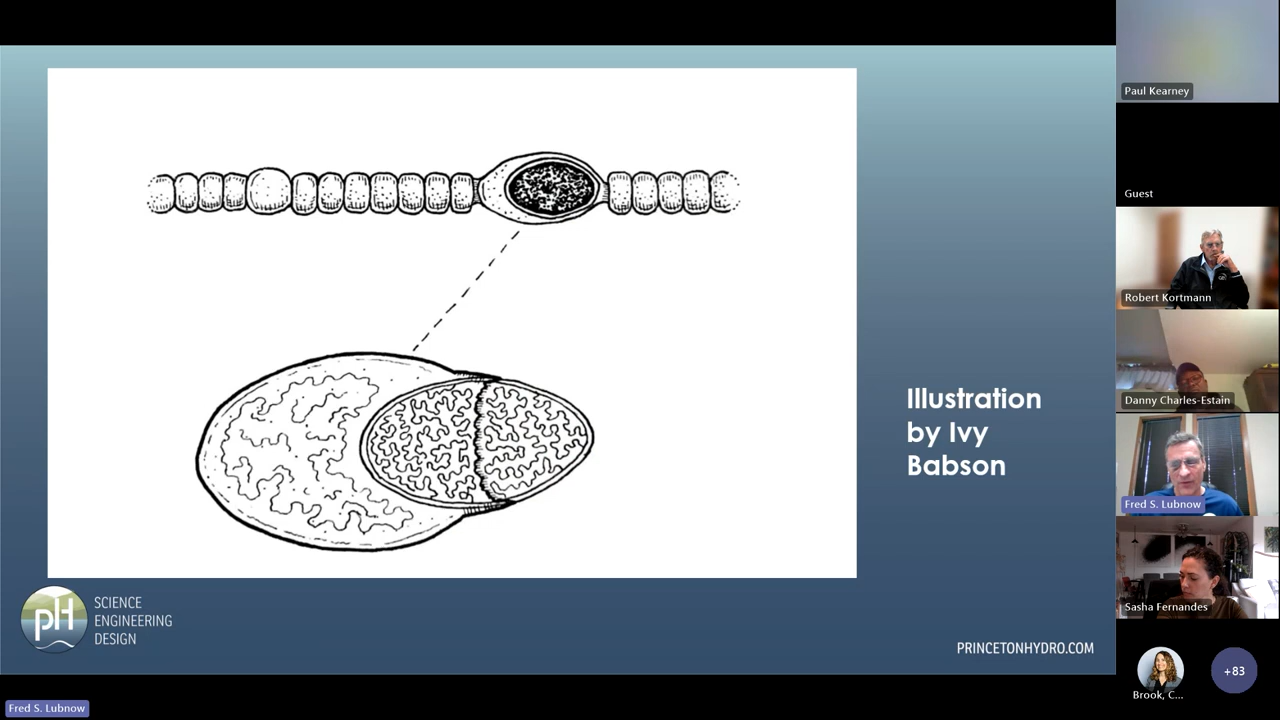 Illustration
by Ivy
Babson
pH
SCIENCE
ENGINEERING
DESIGN
PRINCETONHYDRO.COM
Paul Kearney
Guest
Robert Kortmann
Danny Charles-Estain
Fred S. Lubnow
Sasha Fernandes
Brook, C...
+83
Fred S. Lubnow